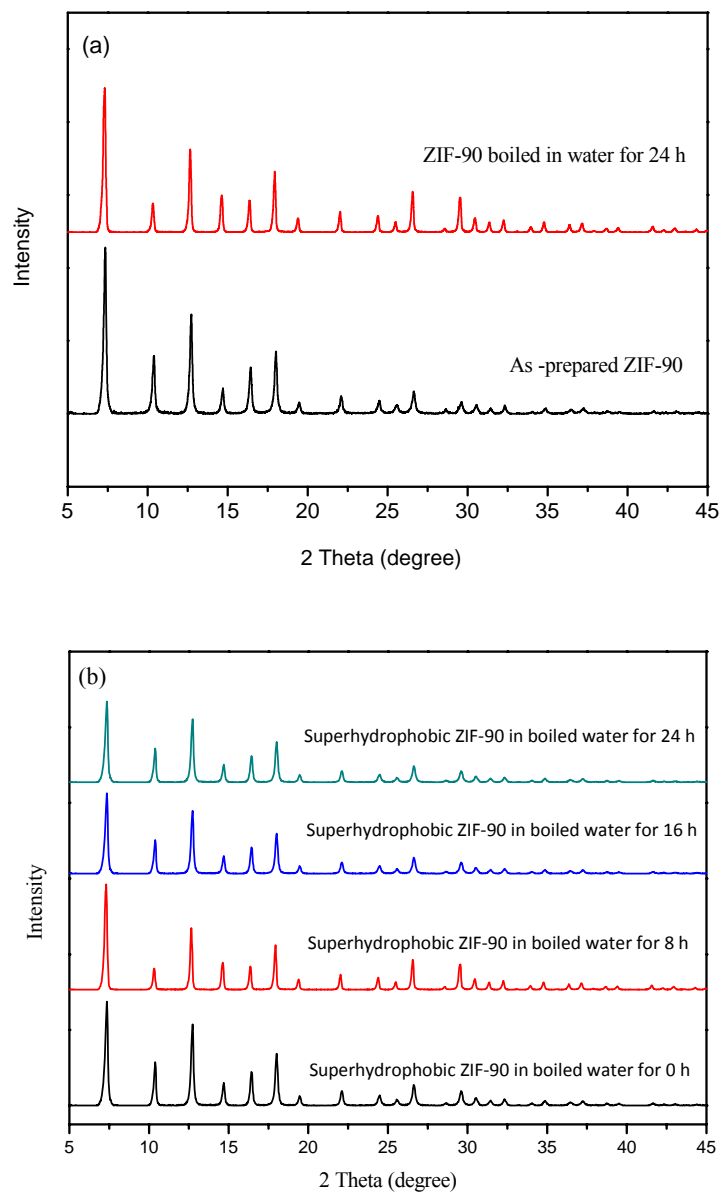 (a)
ZIF-90 boiled in water for 24 h
As -prepared ZIF-90
Intensity
5 10 15 20 25 30 35 40 45
2 Theta (degree)
(b)
Superhydrophobic ZIF-90 in boiled water for 24 h
Superhydrophobic ZIF-90 in boiled water for 16 h
Superhydrophobic ZIF-90 in boiled water for 8 h
Superhydrophobic ZIF-90 in boiled water for 0 h
Intensity
5 10 15 20 25 30 35 40 45
2 Theta (degree)